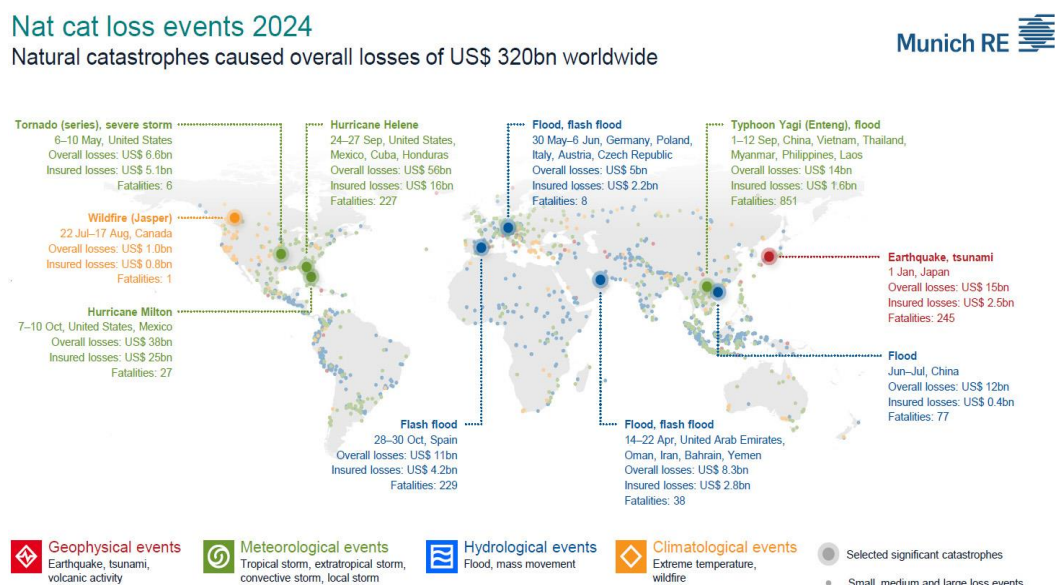 Nat cat loss events 2024
Natural catastrophes caused overall losses of US$ 320bn worldwide
Munich RE
Tornado (series), severe storm
6–10 May, United States
Overall losses: US$ 6.6bn
Insured losses: US$ 5.1bn
Fatalities: 6
Hurricane Helene
24–27 Sep, United States,
Mexico, Cuba, Honduras
Overall losses: US$ 56bn
Insured losses: US$ 16bn
Fatalities: 227
Flood, flash flood
30 May–6 Jun, Germany, Poland,
Italy, Austria, Czech Republic
Overall losses: US$ 5bn
Insured losses: US$ 2.2bn
Fatalities: 8
Typhoon Yagi (Enteng), flood
1–12 Sep, China, Vietnam, Thailand,
Myanmar, Philippines, Laos
Overall losses: US$ 14bn
Insured losses: US$ 1.6bn
Fatalities: 851
Wildfire (Jasper)
22 Jul–17 Aug, Canada
Overall losses: US$ 1.0bn
Insured losses: US$ 0.8bn
Fatalities: 1
Earthquake, tsunami
1 Jan, Japan
Overall losses: US$ 15bn
Insured losses: US$ 2.5bn
Fatalities: 245
Hurricane Milton
7–10 Oct, United States, Mexico
Overall losses: US$ 38bn
Insured losses: US$ 25bn
Fatalities: 27
Flood
Jun–Jul, China
Overall losses: US$ 12bn
Insured losses: US$ 0.4bn
Fatalities: 77
Flash flood
28–30 Oct, Spain
Overall losses: US$ 11bn
Insured losses: US$ 4.2bn
Fatalities: 229
Flood, flash flood
14–22 Apr, United Arab Emirates,
Oman, Iran, Bahrain, Yemen
Overall losses: US$ 8.3bn
Insured losses: US$ 2.8bn
Fatalities: 38
Geophysical events
Earthquake, tsunami,
volcanic activity
Meteorological events
Tropical storm, extratropical storm,
convective storm, local storm
Hydrological events
Flood, mass movement
Climatological events
Extreme temperature,
wildfire
Selected significant catastrophes
Small, medium and large loss events